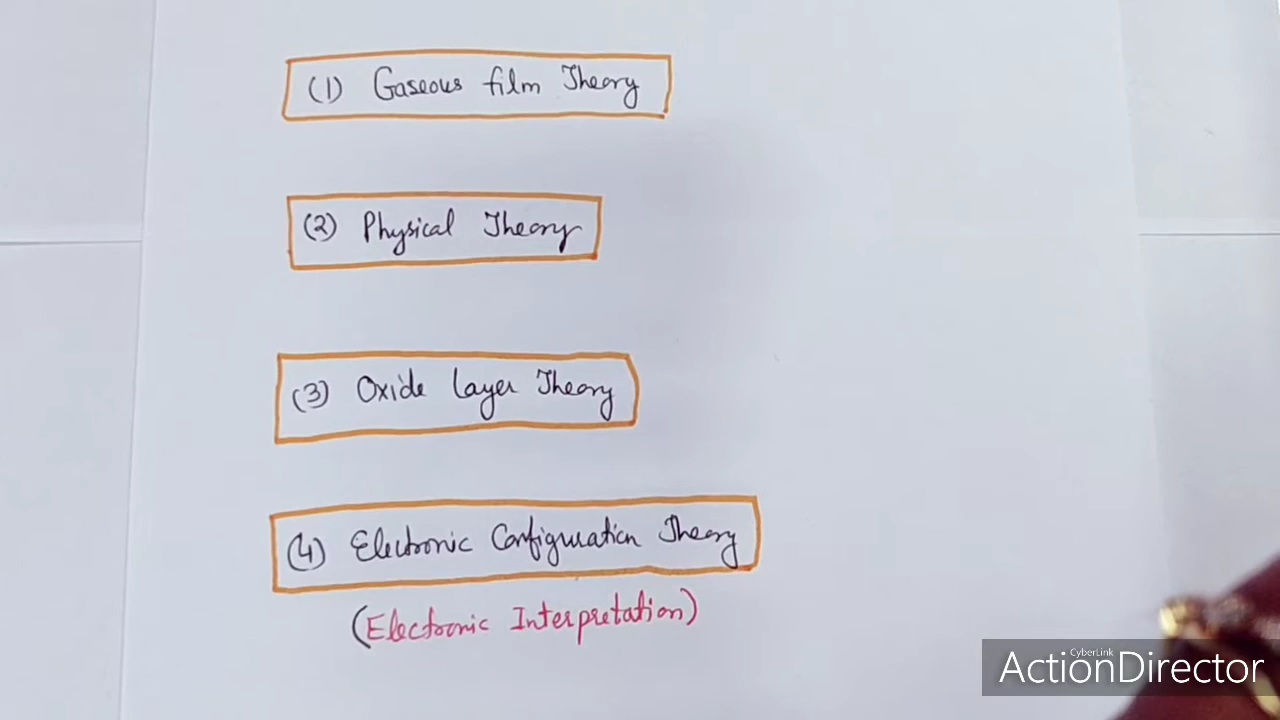 (1) Gaseous film Theory
(2) Physical Theory
(3) Oxide Layer Theory
(4) Electronic Configuration Theory
(Electronic Interpretation)
CyberLink
ActionDirector